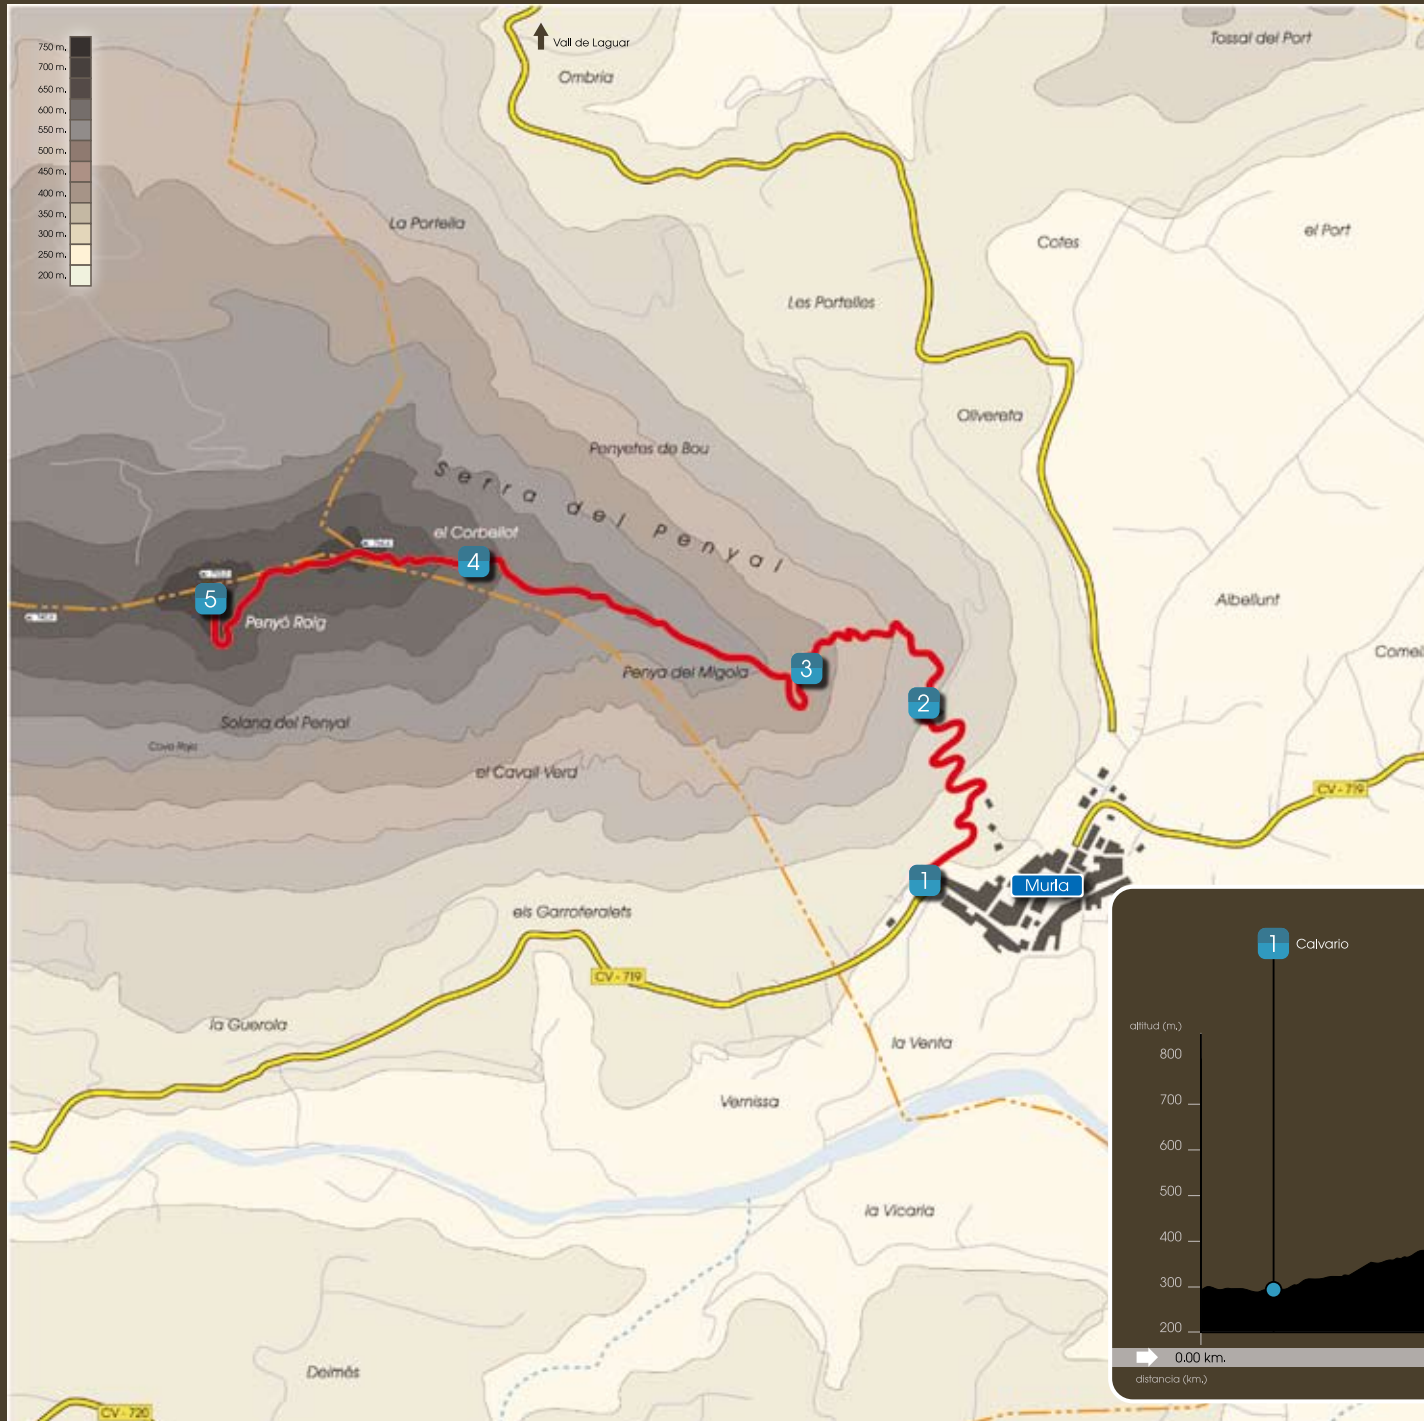 750 m.
700 m.
650 m.
600 m.
550 m.
500 m.
450 m.
400 m.
350 m.
300 m.
250 m.
200 m.
Vall de Laguar
Ombria
Tossal del Port
La Portella
Cotes
el Port
Les Portelles
Olivereta
Penyetes de Bou
Serra del Penyal
el Corbellot
4
5
Penyó Roig
Albellunt
3
Penya del Migola
2
Solana del Penyal
Cova Roja
el Cavall Verd
CV - 719
1
Murla
els Garroferalets
CV - 719
la Guerola
la Venta
Vernissa
la Vicaria
Deimés
CV - 720
1 Calvario
altitud (m.)
800
700
600
500
400
300
200
0.00 km.
distancia (km.)